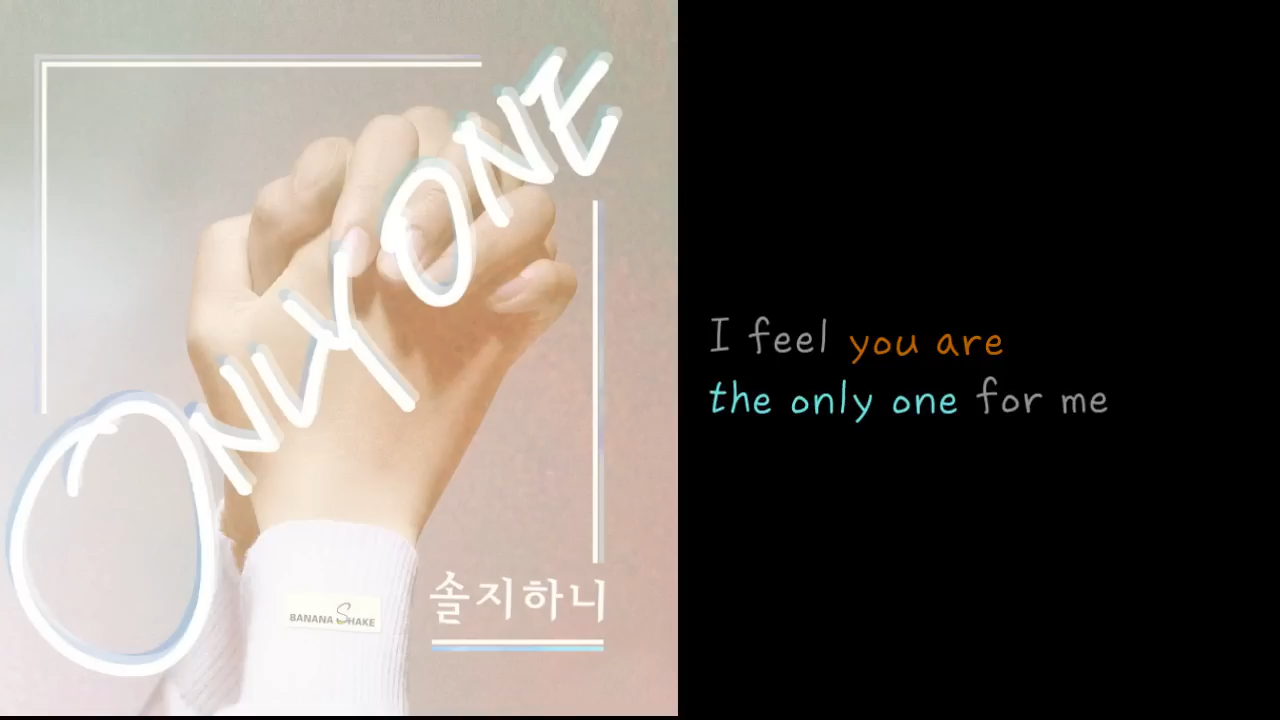 ONLY ONE
솔지하니
BANANA SHAKE
I feel you are
the only one for me